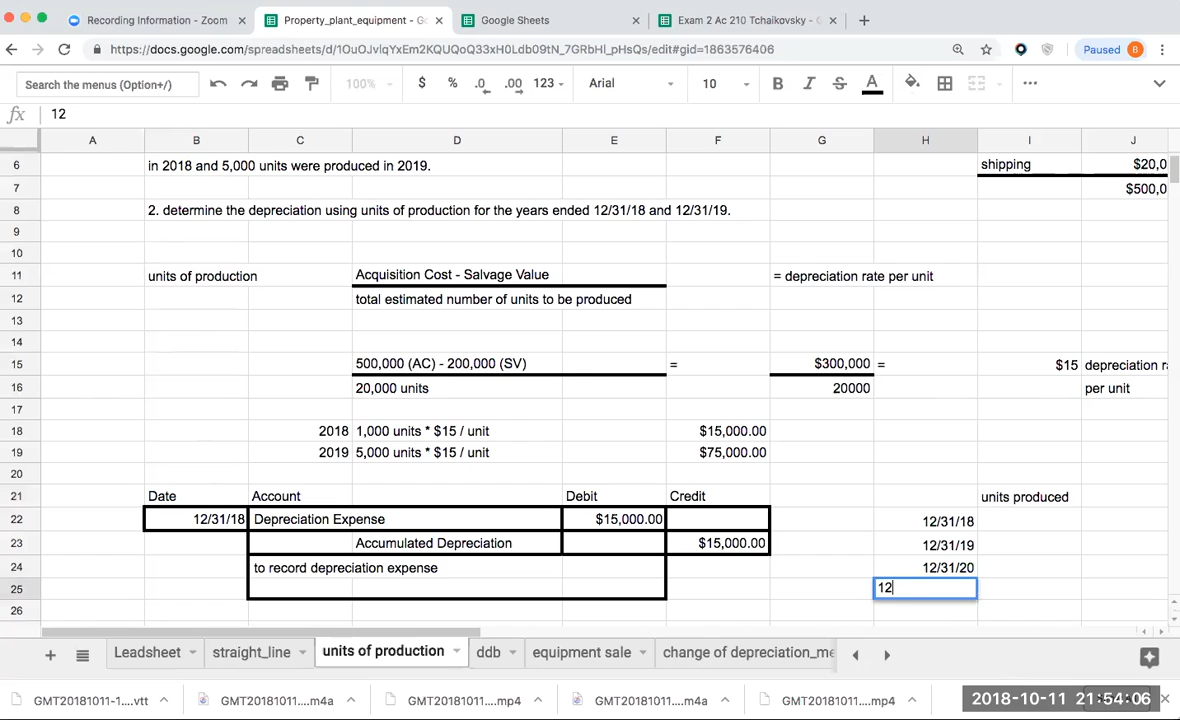 Recording Information - Zoom
Property_plant_equipment - Go
Google Sheets
Exam 2 Ac 210 Tchaikovsky - G
https://docs.google.com/spreadsheets/d/1OuOJvlqYxEm2KQUQoQ33xH0Ldb09tN_7GRbHl_pHsQs/edit#gid=1863576406
Paused B
Search the menus (Option+/) 100% $ % .0 .00 123 Arial 10 B I S A
fx 12
A B C D E F G H I J
6 in 2018 and 5,000 units were produced in 2019. shipping $20,0
7 $500,0
8 2. determine the depreciation using units of production for the years ended 12/31/18 and 12/31/19.
9
10
11 units of production Acquisition Cost - Salvage Value = depreciation rate per unit
12 total estimated number of units to be produced
13
14
15 500,000 (AC) - 200,000 (SV) = $300,000 = $15 depreciation ra
16 20,000 units 20000 per unit
17
18 2018 1,000 units * $15 / unit $15,000.00
19 2019 5,000 units * $15 / unit $75,000.00
20
21 Date Account Debit Credit units produced
22 12/31/18 Depreciation Expense $15,000.00 12/31/18
23 Accumulated Depreciation $15,000.00 12/31/19
24 to record depreciation expense 12/31/20
25 12
26
Leadsheet straight_line units of production ddb equipment sale change of depreciation_me
GMT20181011-1....vtt GMT20181011....m4a GMT20181011....mp4 GMT20181011....m4a GMT20181011....mp4
2018-10-11 21:54:06